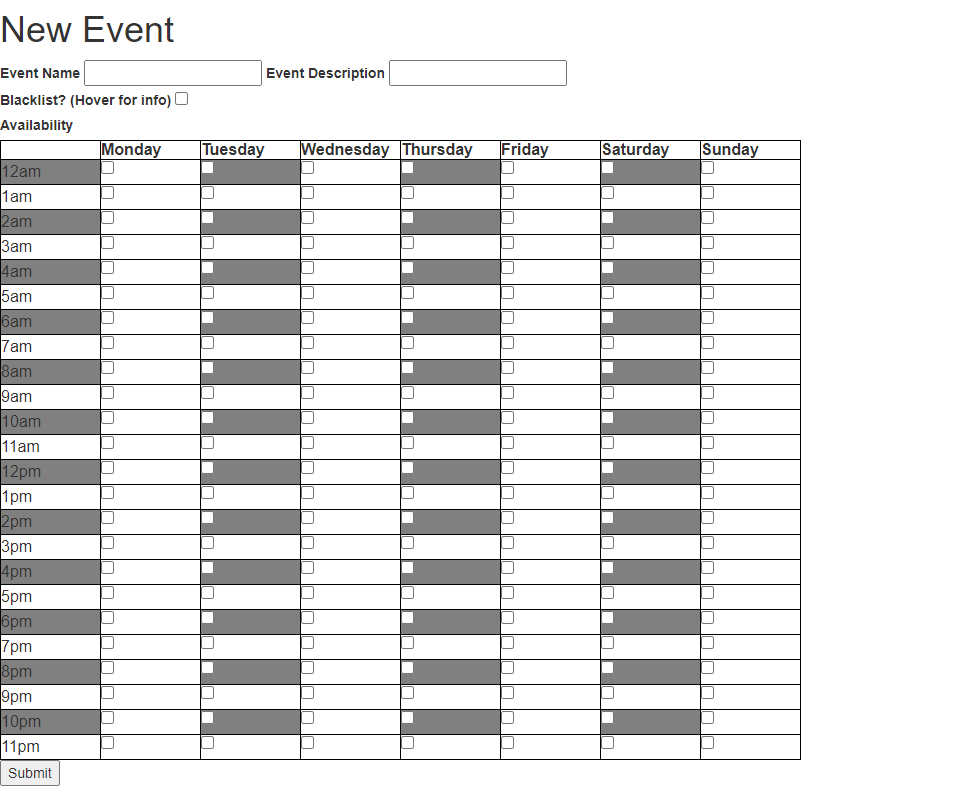 New Event
Event Name Event Description
Blacklist? (Hover for info)
Availability
Monday Tuesday Wednesday Thursday Friday Saturday Sunday
12am
1am
2am
3am
4am
5am
6am
7am
8am
9am
10am
11am
12pm
1pm
2pm
3pm
4pm
5pm
6pm
7pm
8pm
9pm
10pm
11pm
Submit